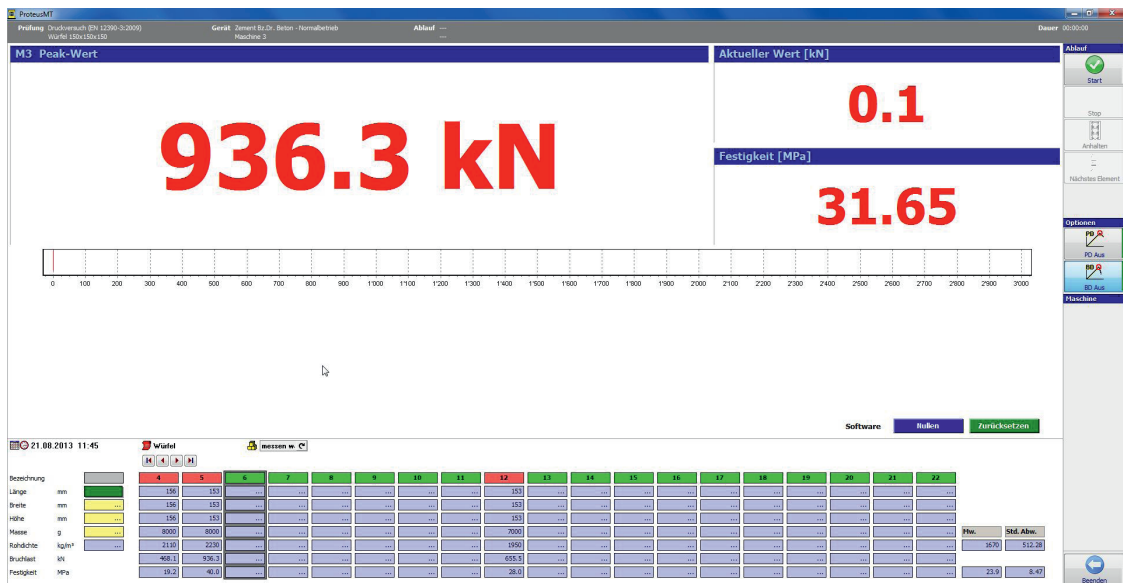 ProteusMT
Prüfung Druckversuch (EN 12390-3:2009) Gerät Zement Bz.Dr. Beton - Normalbetrieb Ablauf --- Dauer 00:00:00
Würfel 150x150x150 Maschine 3 ---
M3 Peak-Wert
936.3 kN
Aktueller Wert [kN]
0.1
Festigkeit [MPa]
31.65
Ablauf
Start
Stop
Anhalten
Nächstes Element
Optionen
PD
PD Aus
BD
BD Aus
Maschine
0 100 200 300 400 500 600 700 800 900 1'000 1'100 1'200 1'300 1'400 1'500 1'600 1'700 1'800 1'900 2'000 2'100 2'200 2'300 2'400 2'500 2'600 2'700 2'800 2'900 3'000
Software Nullen Zurücksetzen
21.08.2013 11:45 Würfel messen w.
Bezeichnung 4 5 6 7 8 9 10 11 12 13 14 15 16 17 18 19 20 21 22
Länge mm 156 153 ... ... ... ... ... ... 153 ... ... ... ... ... ... ... ... ... ...
Breite mm ... 156 153 ... ... ... ... ... ... 153 ... ... ... ... ... ... ... ... ... ...
Höhe mm ... 156 153 ... ... ... ... ... ... 153 ... ... ... ... ... ... ... ... ... ...
Masse g ... 8000 8000 ... ... ... ... ... ... 7000 ... ... ... ... ... ... ... ... ... ... Mw. Std. Abw.
Rohdichte kg/m³ ... 2110 2230 ... ... ... ... ... ... 1950 ... ... ... ... ... ... ... ... ... ... 1670 512.28
Bruchlast kN 468.1 936.3 ... ... ... ... ... ... 655.5 ... ... ... ... ... ... ... ... ... ...
Festigkeit MPa 19.2 40.0 ... ... ... ... ... ... 28.0 ... ... ... ... ... ... ... ... ... ... 23.9 8.47
Beenden